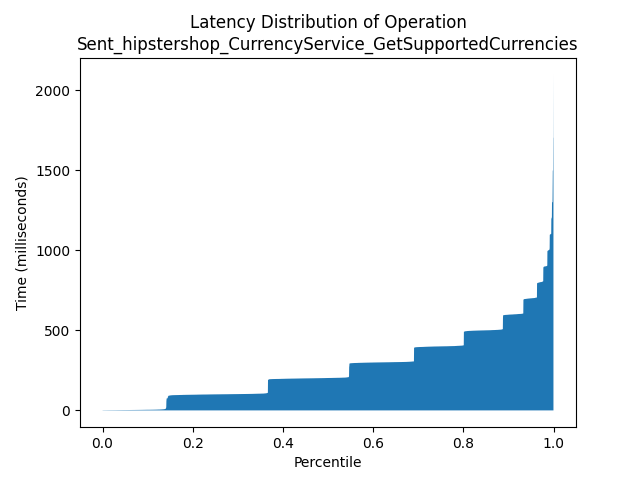 Latency Distribution of Operation
Sent_hipstershop_CurrencyService_GetSupportedCurrencies
2000
1500
1000
500
0
Time (milliseconds)
0.0 0.2 0.4 0.6 0.8 1.0
Percentile